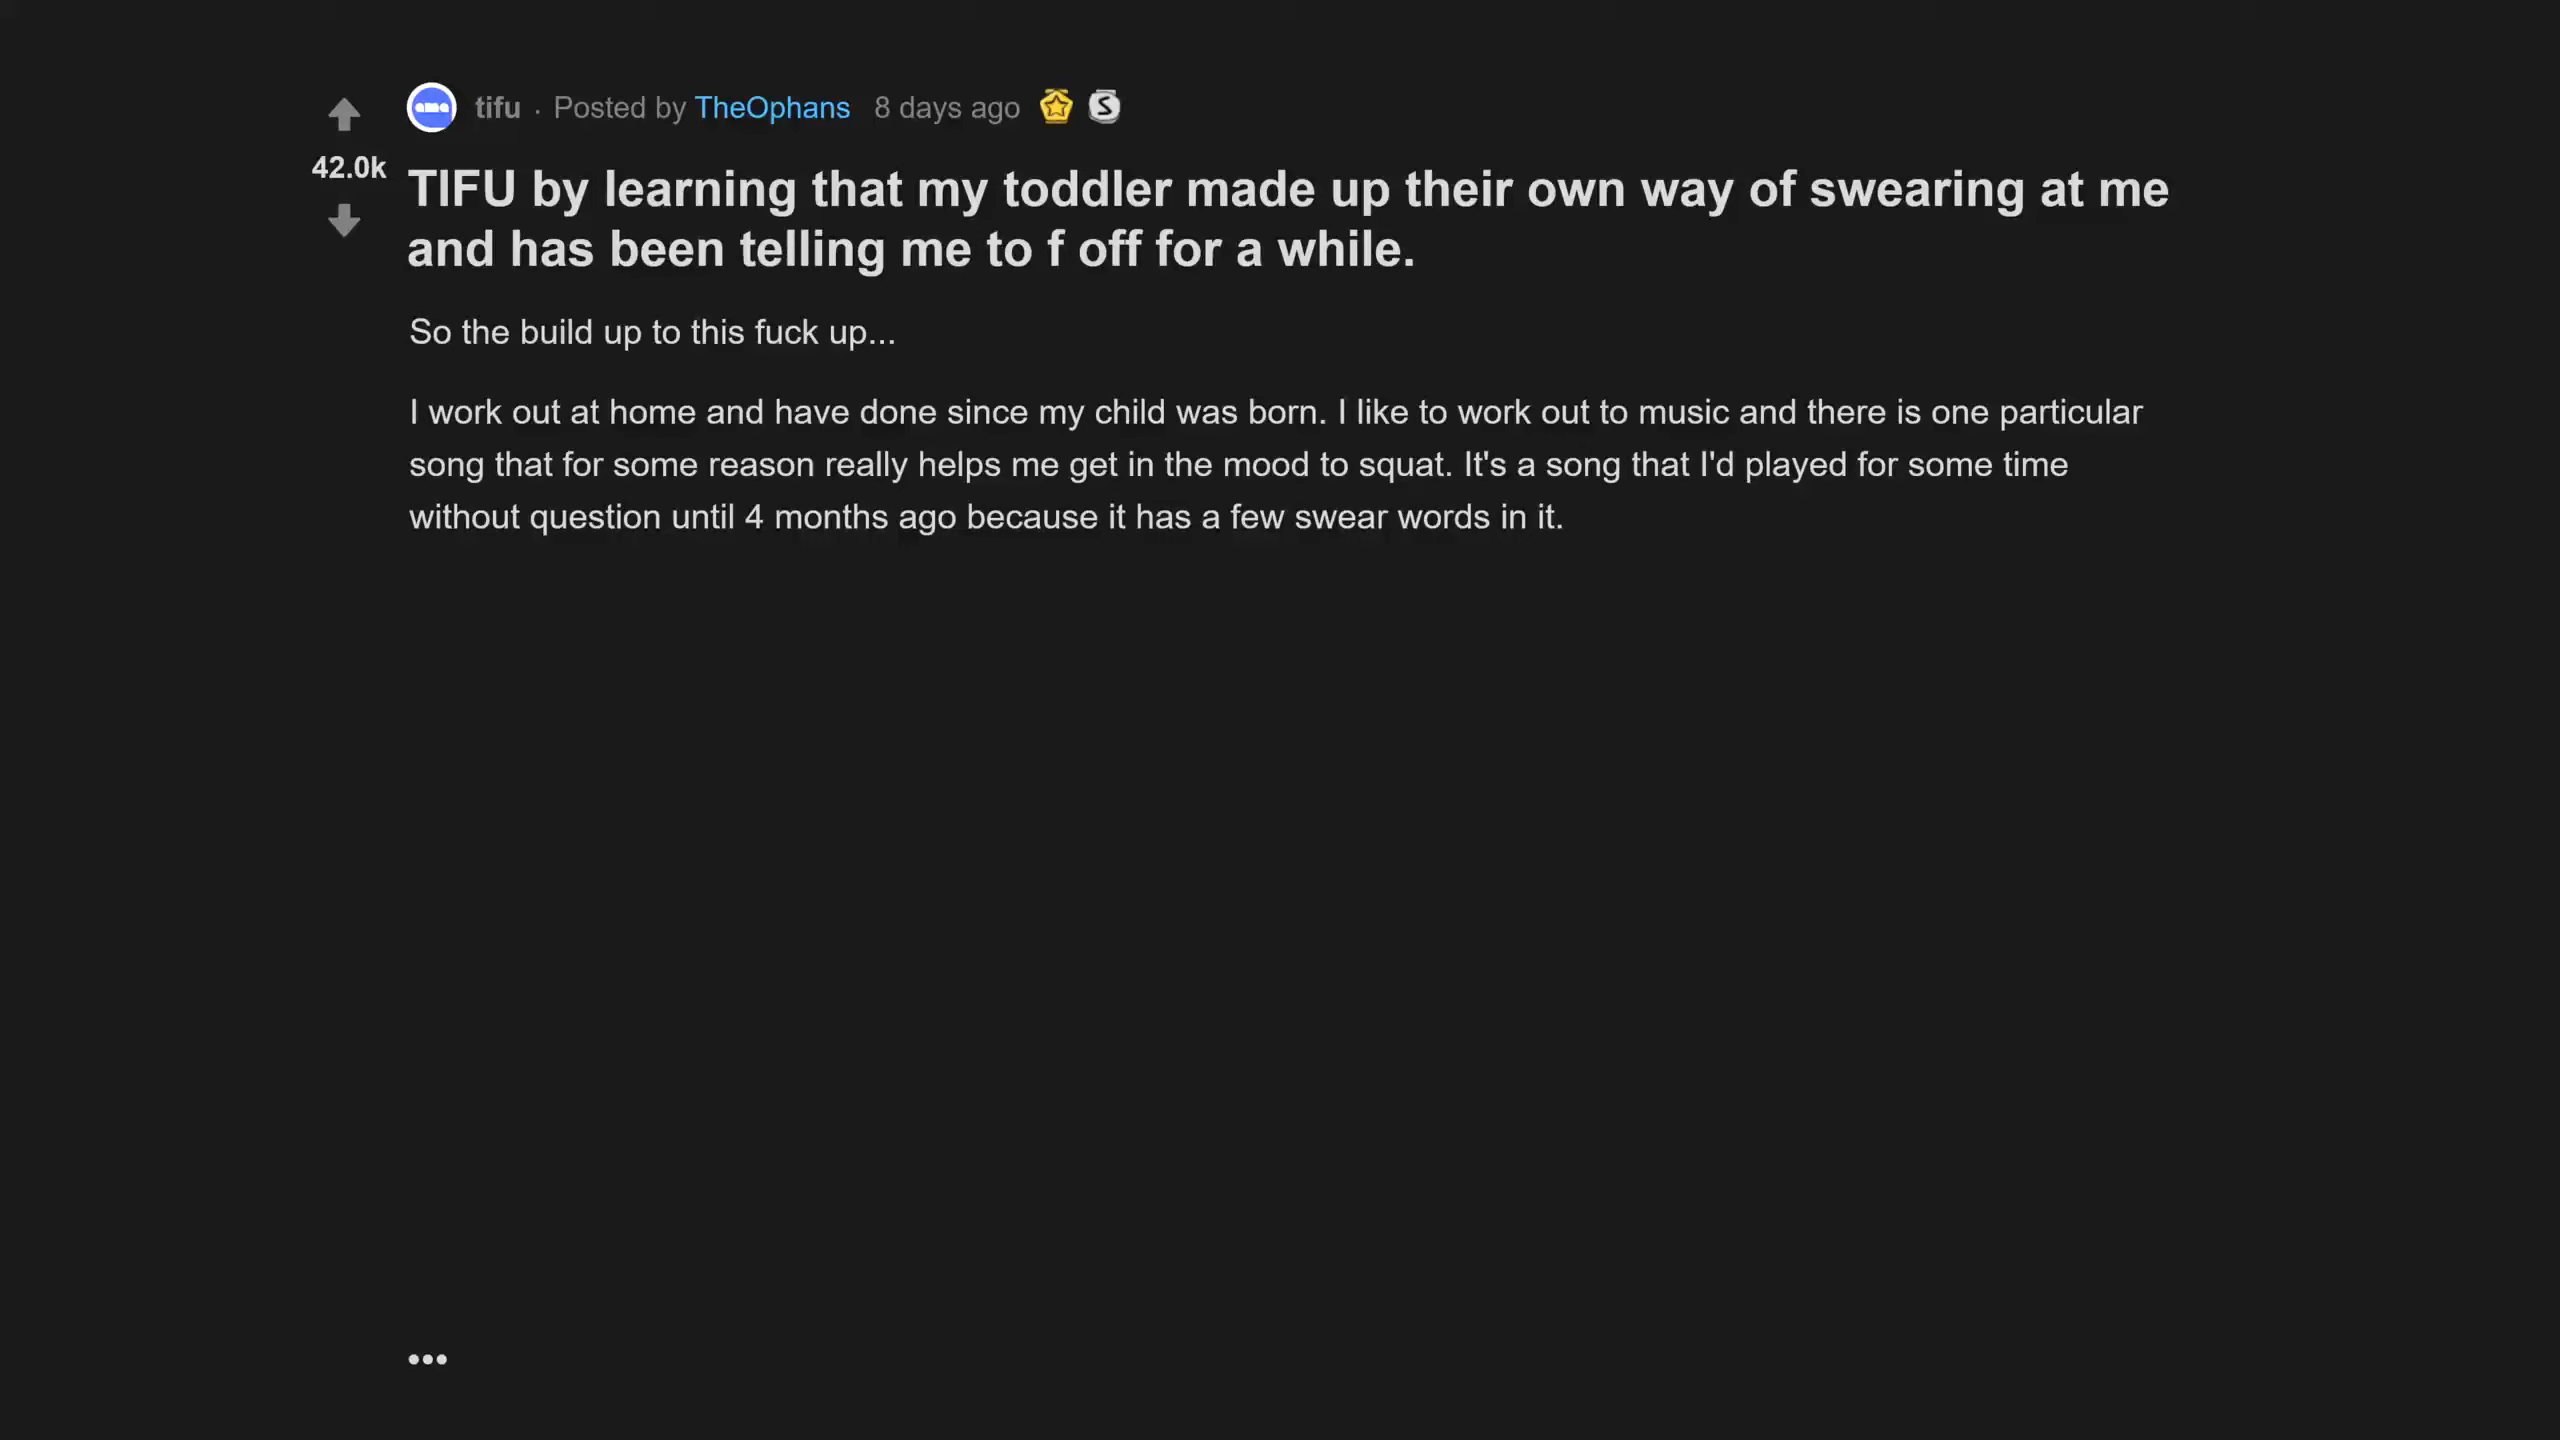 ama tifu · Posted by TheOphans 8 days ago S
42.0k
TIFU by learning that my toddler made up their own way of swearing at me
and has been telling me to f off for a while.
So the build up to this fuck up...
I work out at home and have done since my child was born. I like to work out to music and there is one particular
song that for some reason really helps me get in the mood to squat. It's a song that I'd played for some time
without question until 4 months ago because it has a few swear words in it.
•••